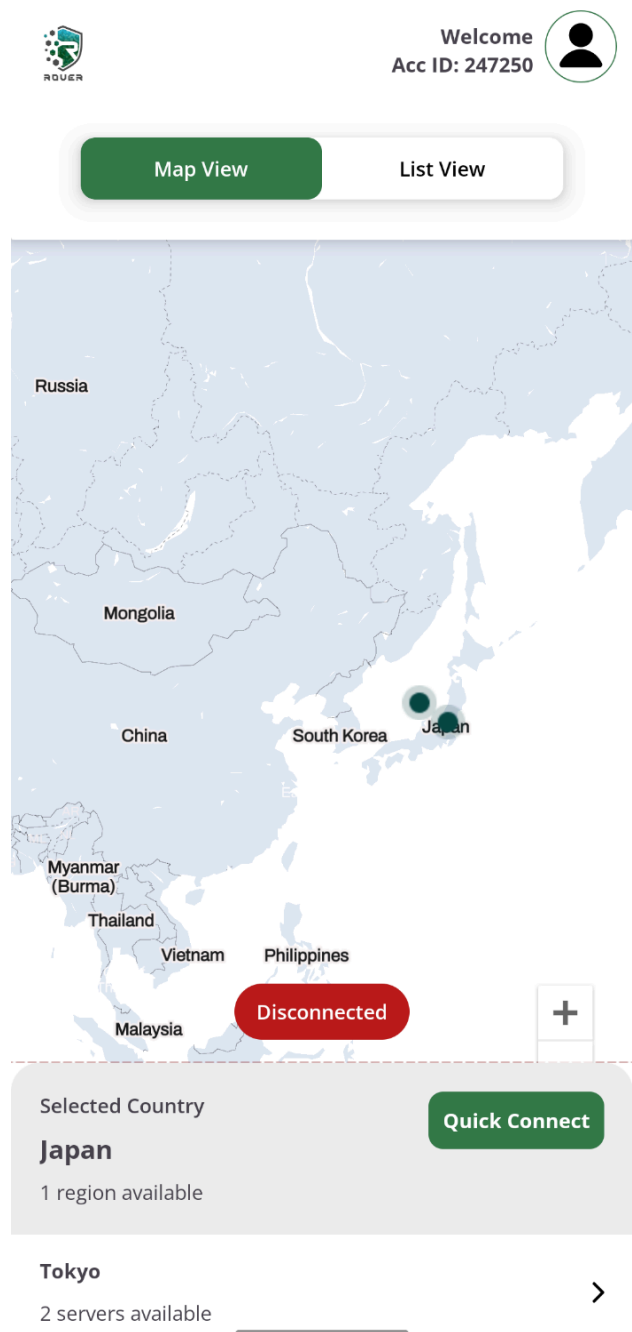 ROVER
Welcome
Acc ID: 247250
Map View
List View
Russia
Mongolia
China
South Korea
Japan
Myanmar
(Burma)
Thailand
Vietnam
Philippines
Malaysia
Disconnected
+
Selected Country
Japan
1 region available
Quick Connect
Tokyo
2 servers available